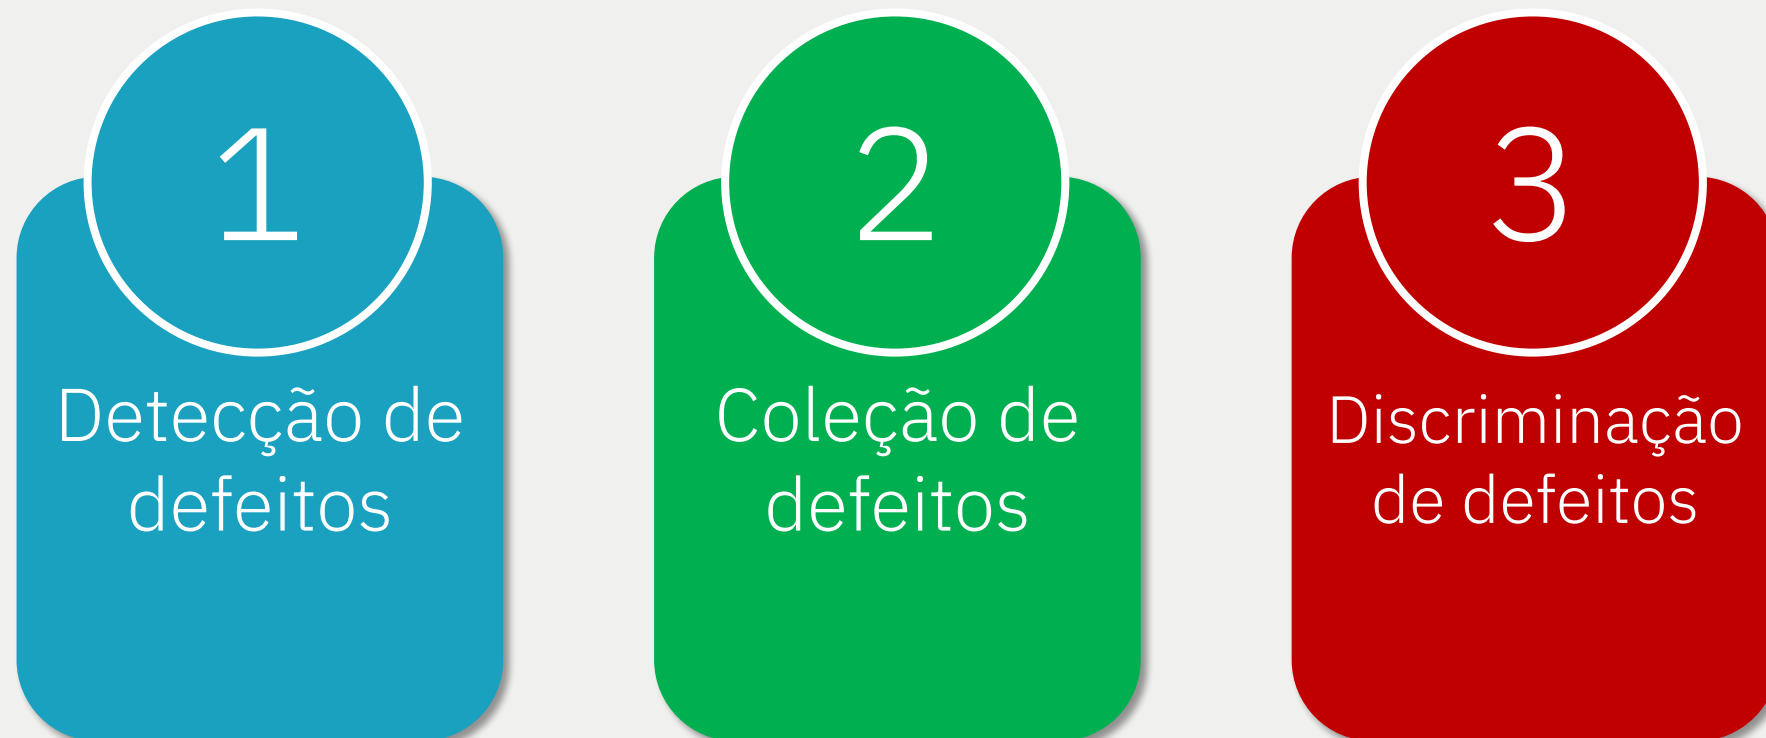 1
Detecção de
defeitos
2
Coleção de
defeitos
3
Discriminação
de defeitos